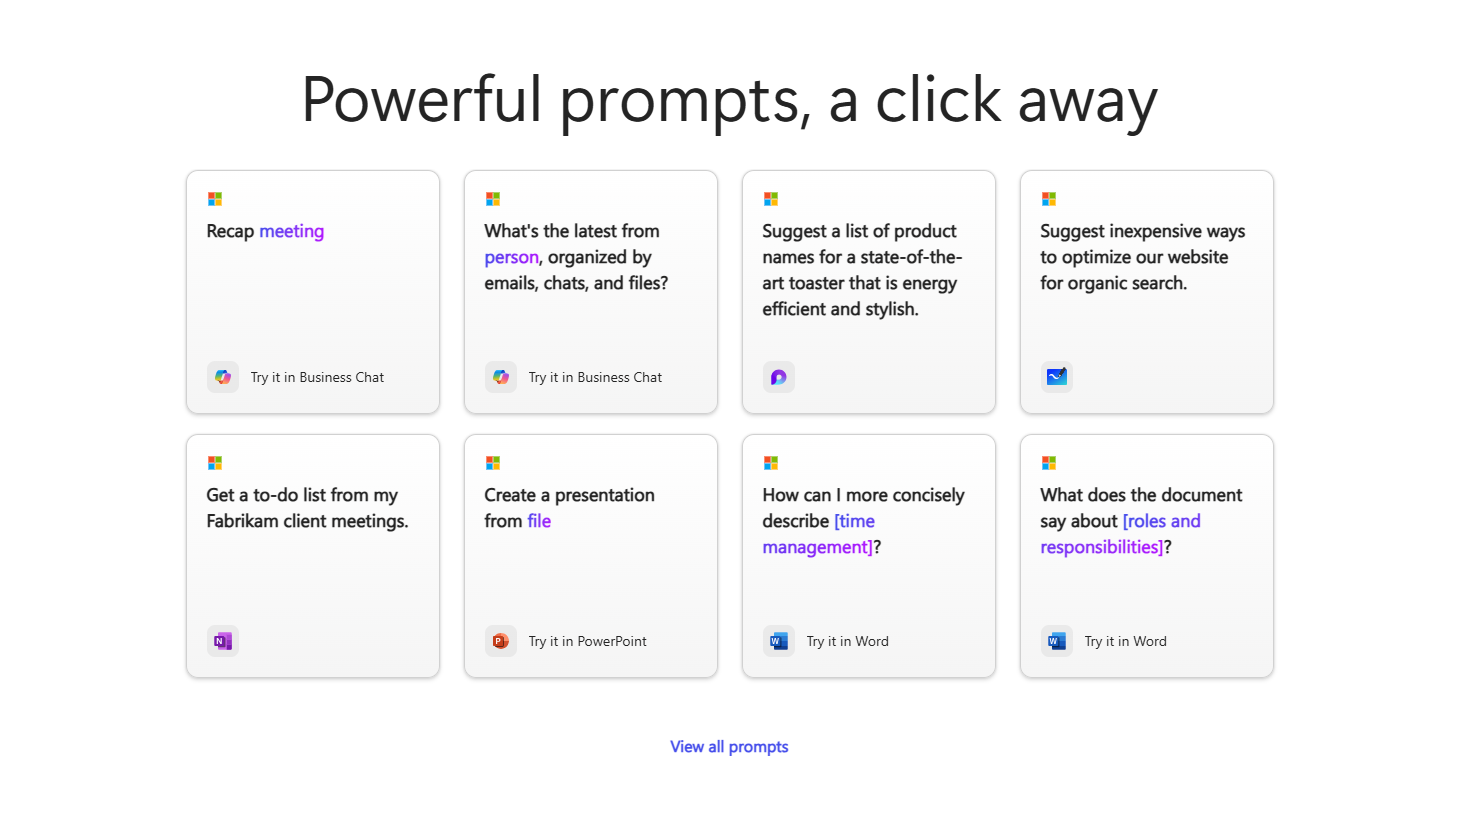 Powerful prompts, a click away
Recap meeting
Try it in Business Chat
What's the latest from
person, organized by
emails, chats, and files?
Try it in Business Chat
Suggest a list of product
names for a state-of-the-
art toaster that is energy
efficient and stylish.
Suggest inexpensive ways
to optimize our website
for organic search.
Get a to-do list from my
Fabrikam client meetings.
N
Create a presentation
from file
P
Try it in PowerPoint
How can I more concisely
describe [time
management]?
W
Try it in Word
What does the document
say about [roles and
responsibilities]?
W
Try it in Word
View all prompts